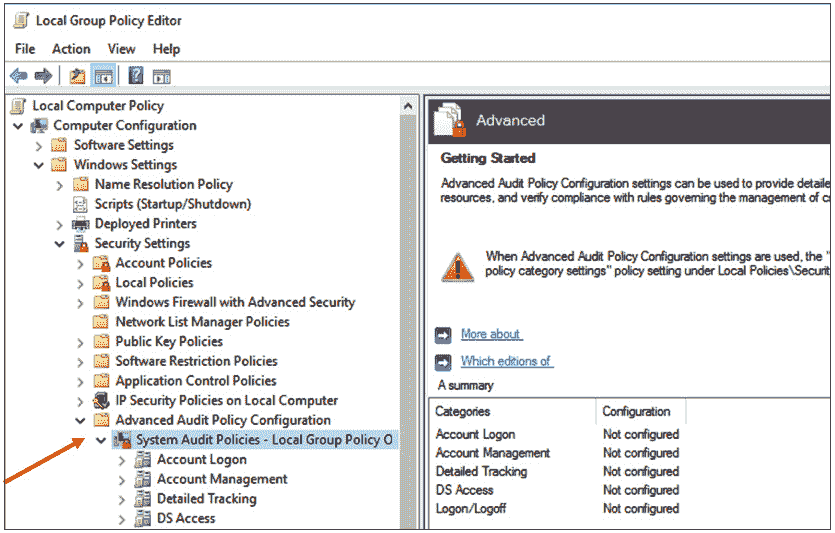 Local Group Policy Editor
File Action View Help
Local Computer Policy
Computer Configuration
Software Settings
Windows Settings
Name Resolution Policy
Scripts (Startup/Shutdown)
Deployed Printers
Security Settings
Account Policies
Local Policies
Windows Firewall with Advanced Security
Network List Manager Policies
Public Key Policies
Software Restriction Policies
Application Control Policies
IP Security Policies on Local Computer
Advanced Audit Policy Configuration
System Audit Policies - Local Group Policy O
Account Logon
Account Management
Detailed Tracking
DS Access
Advanced
Getting Started
Advanced Audit Policy Configuration settings can be used to provide detaile
resources, and verify compliance with rules governing the management of c
When Advanced Audit Policy Configuration settings are used, the "
policy category settings" policy setting under Local Policies\Securi
More about
Which editions of
A summary
Categories Configuration
Account Logon Not configured
Account Management Not configured
Detailed Tracking Not configured
DS Access Not configured
Logon/Logoff Not configured